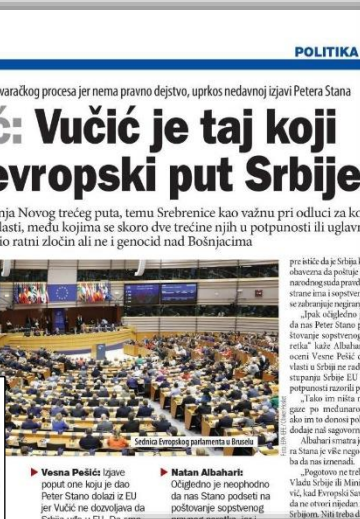 POLITIKA
varačkog procesa jer nema pravno dejstvo, uprkos nedavnoj izjavi Petera Stana
ć: Vučić je taj koji
evropski put Srbije
nja Novog trećeg puta, temu Srebrenice kao važnu pri odluci za ko
lasti, među kojima se skoro dve trećine njih u potpunosti ili uglavn
io ratni zločin ali ne i genocid nad Bošnjacima
Sednica Evropskog parlamenta u Briselu
Vesna Pešić: Izjave
poput one koju je dao
Peter Stano dolazi iz EU
jer Vučić ne dozvoljava da
Natan Albahari:
Očigledno je neophodno
da nas Stano podseti na
poštovanje sopstvenog
pre ističe da je Srbija
obavezna da poštuje
narodnog suda pravd
strane ima i sopstven
se zabranjuje negiran
„Ipak očigledno
da nas Peter Stano p
štovanje sopstvenog
retka“ kaže Albahar
oceni Vesne Pešić
vlasti u Srbiji ne rad
stupanja Srbije EU
potpunosti razorili p
„Tako im ništa n
gaze po međunaro
ako im to donosi pol
dodaje naš sagovorn
Albahari smatra je
ra Stana je više nego
ba da nas iznenadi.
„Pogotovo ne treb
Vladu Srbije ili Mini
vić, kad Evropski Sa
da ne otvori nijedan
Srbijom. Niti treba d